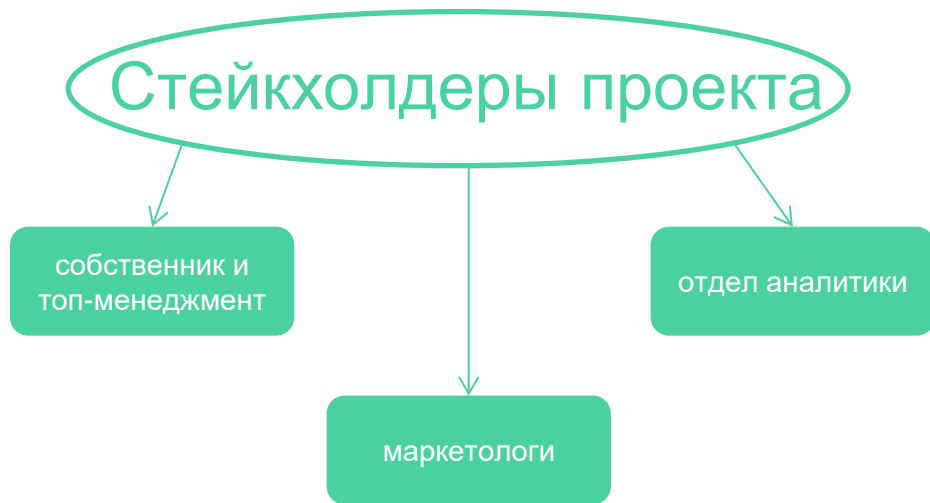 Стейкхолдеры проекта
собственник и
топ-менеджмент
отдел аналитики
маркетологи